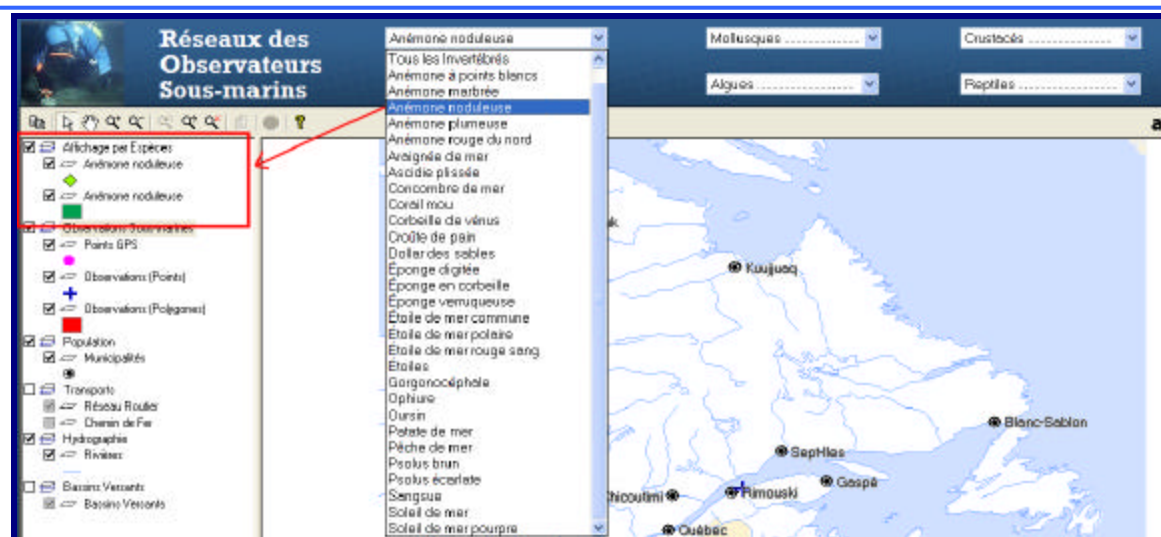 Réseaux des
Observateurs
Sous-marins
Anémone noduleuse
Mollusques ................
Crustacés ................
Algues ................
Reptiles ................
Tous les Invertébrés
Anémone à points blancs
Anémone marbrée
Anémone noduleuse
Anémone plumeuse
Anémone rouge du nord
Araignée de mer
Ascidie plissée
Concombre de mer
Corail mou
Corbeille de vénus
Croûte de pain
Dollar des sables
Éponge digitée
Éponge en corbeille
Éponge verruqueuse
Étoile de mer commune
Étoile de mer polaire
Étoile de mer rouge sang
Étoiles
Gorgonocéphale
Ophiure
Oursin
Patate de mer
Pêche de mer
Psolus brun
Psolus écarlate
Sangsue
Soleil de mer
Soleil de mer pourpre
Affichage par Espèces
Anémone noduleuse
Anémone noduleuse
Observations Sous-marines
Points GPS
Observations (Points)
Observations (Polygones)
Population
Municipalités
Transports
Réseau Routier
Chemin de Fer
Hydrographie
Rivières
Bassins Versants
Bassins Versants
a
k
Kuujjuaq
Blanc-Sablon
SeptIles
Gaspé
Rimouski
hicoutimi
Québec